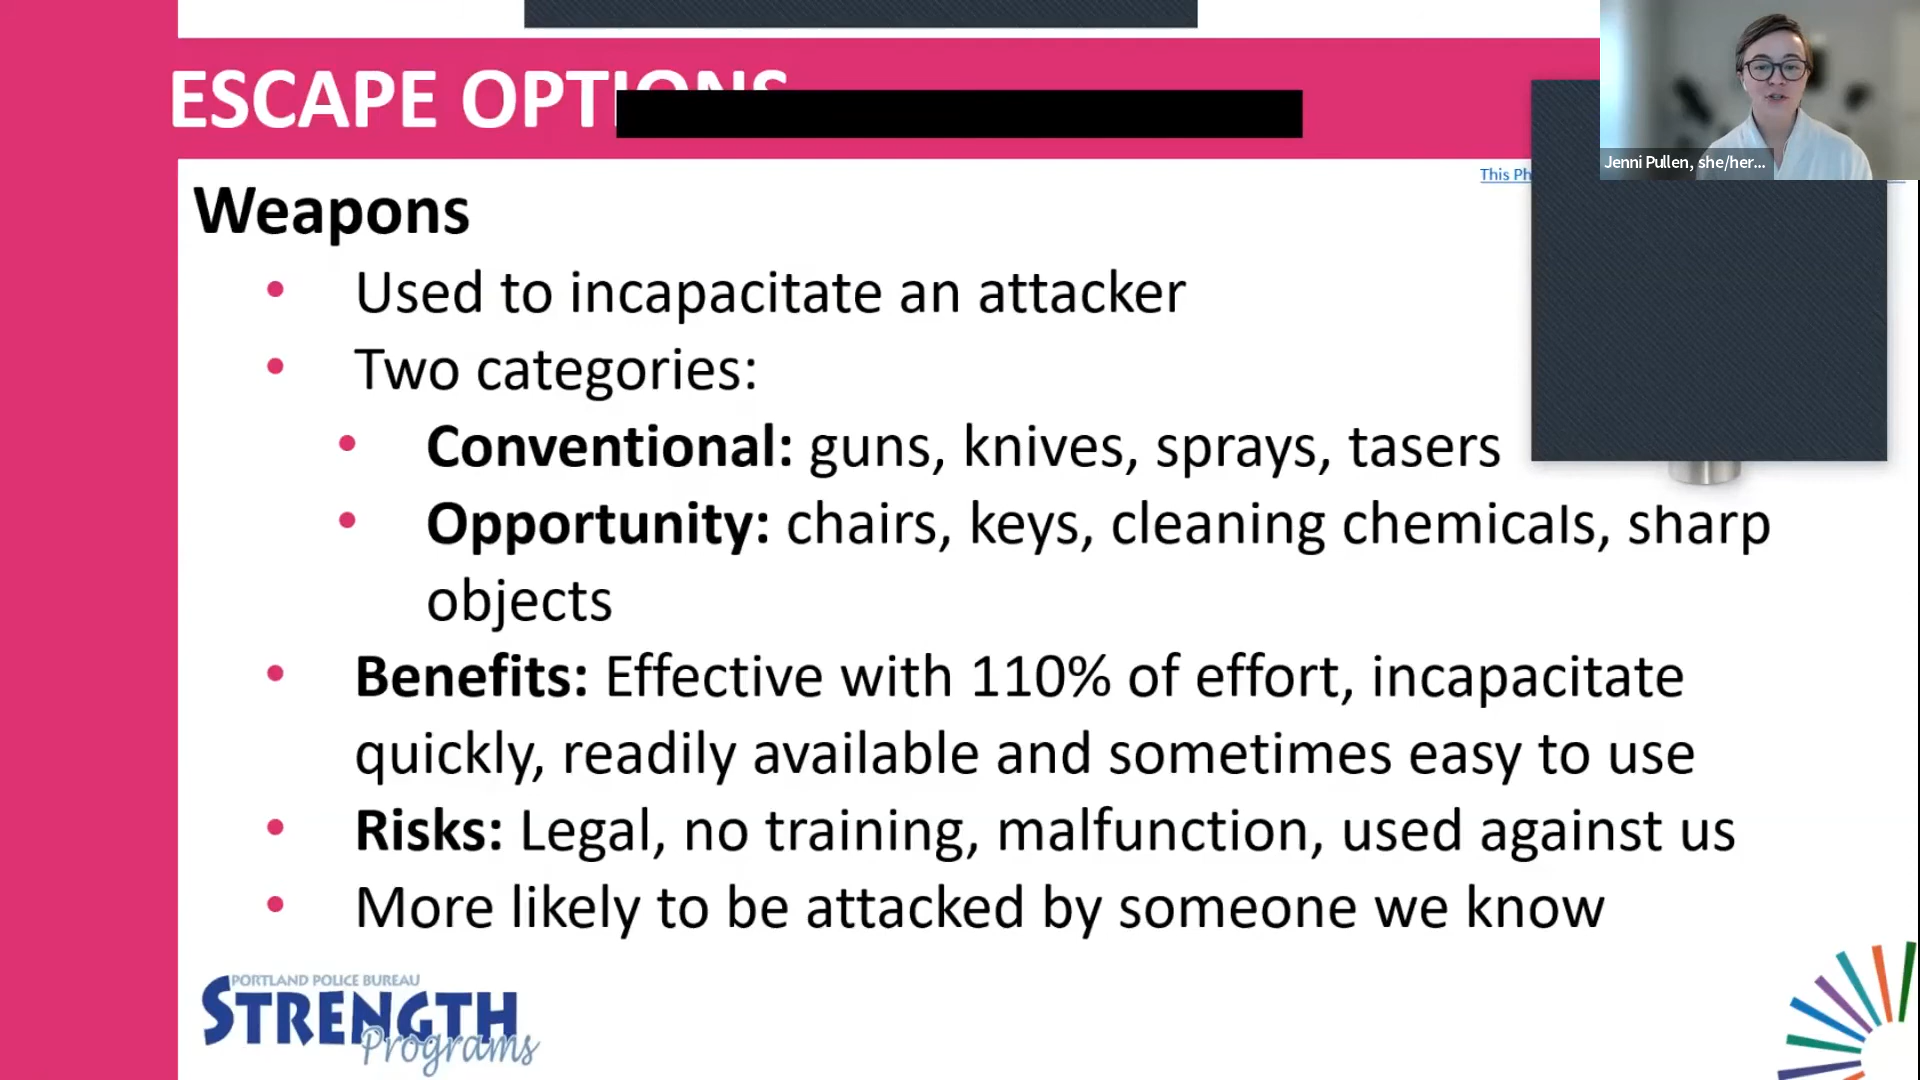 ESCAPE OPTIONS
Jenni Pullen, she/her...
This Ph
Weapons
• Used to incapacitate an attacker
• Two categories:
• Conventional: guns, knives, sprays, tasers
• Opportunity: chairs, keys, cleaning chemicals, sharp
objects
• Benefits: Effective with 110% of effort, incapacitate
quickly, readily available and sometimes easy to use
• Risks: Legal, no training, malfunction, used against us
• More likely to be attacked by someone we know
PORTLAND POLICE BUREAU
STRENGTH
Programs